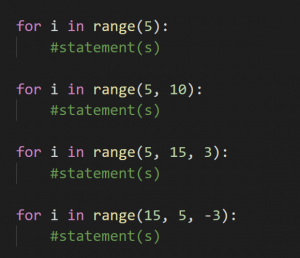 for i in range(5):
    #statement(s)
for i in range(5, 10):
    #statement(s)
for i in range(5, 15, 3):
    #statement(s)
for i in range(15, 5, -3):
    #statement(s)